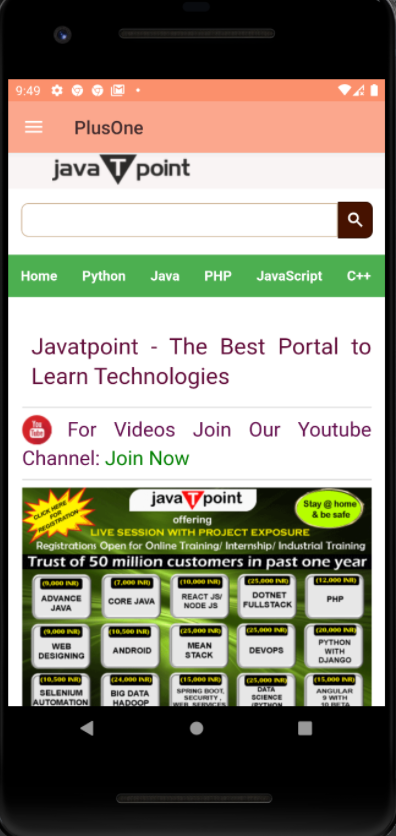 9:49
PlusOne
javaTpoint
Home Python Java PHP JavaScript C++
Javatpoint - The Best Portal to
Learn Technologies
You
Tube
For Videos Join Our Youtube
Channel: Join Now
CLICK HERE
FOR
REGISTRATION
javaTpoint
offering
Stay @ home
& be safe
LIVE SESSION WITH PROJECT EXPOSURE
Registrations Open for Online Training/ Internship/ Industrial Training
Trust of 50 million customers in past one year
(9,000 INR) (7,000 INR) (10,000 INR) (25,000 INR) (12,000 INR)
ADVANCE
JAVA
CORE JAVA
REACT JS/
NODE JS
DOTNET
FULLSTACK
PHP
(9,000 INR) (10,500 INR) (25,000 INR) (25,000 INR) (20,000 INR)
WEB
DESIGNING
ANDROID
MEAN
STACK
DEVOPS
PYTHON
WITH
DJANGO
(10,500 INR) (24,000 INR) (15,000 INR) (25,000 INR) (15,000 INR)
SELENIUM
AUTOMATION
BIG DATA
HADOOP
SPRING BOOT,
SECURITY,
WEB SERVICES
DATA
SCIENCE
(PYTHON
ANGULAR
9 WITH
10 BETA